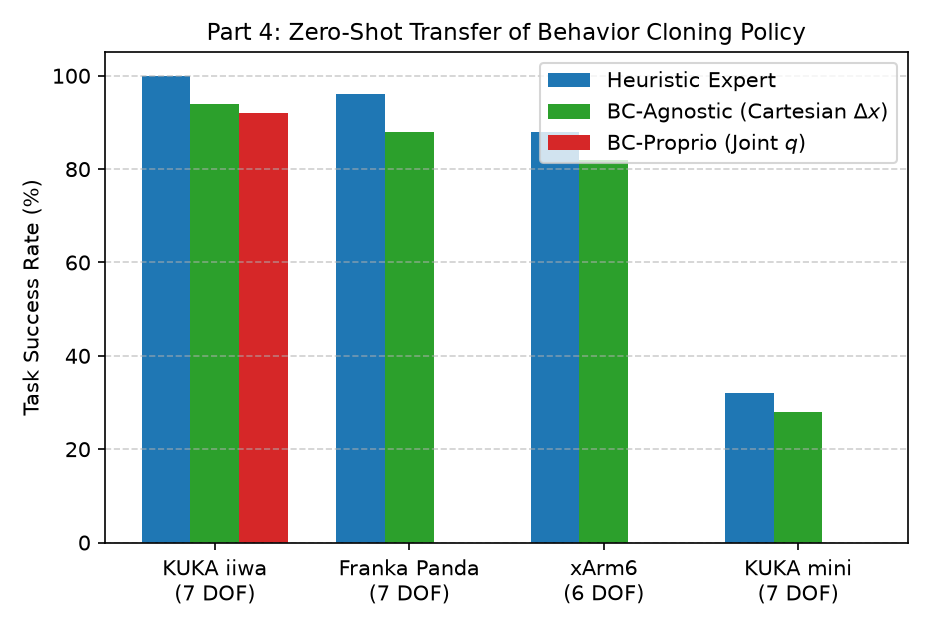 Part 4: Zero-Shot Transfer of Behavior Cloning Policy
Heuristic Expert
BC-Agnostic (Cartesian Δx)
BC-Proprio (Joint q)
Task Success Rate (%)
100
80
60
40
20
0
KUKA iiwa
(7 DOF)
Franka Panda
(7 DOF)
xArm6
(6 DOF)
KUKA mini
(7 DOF)